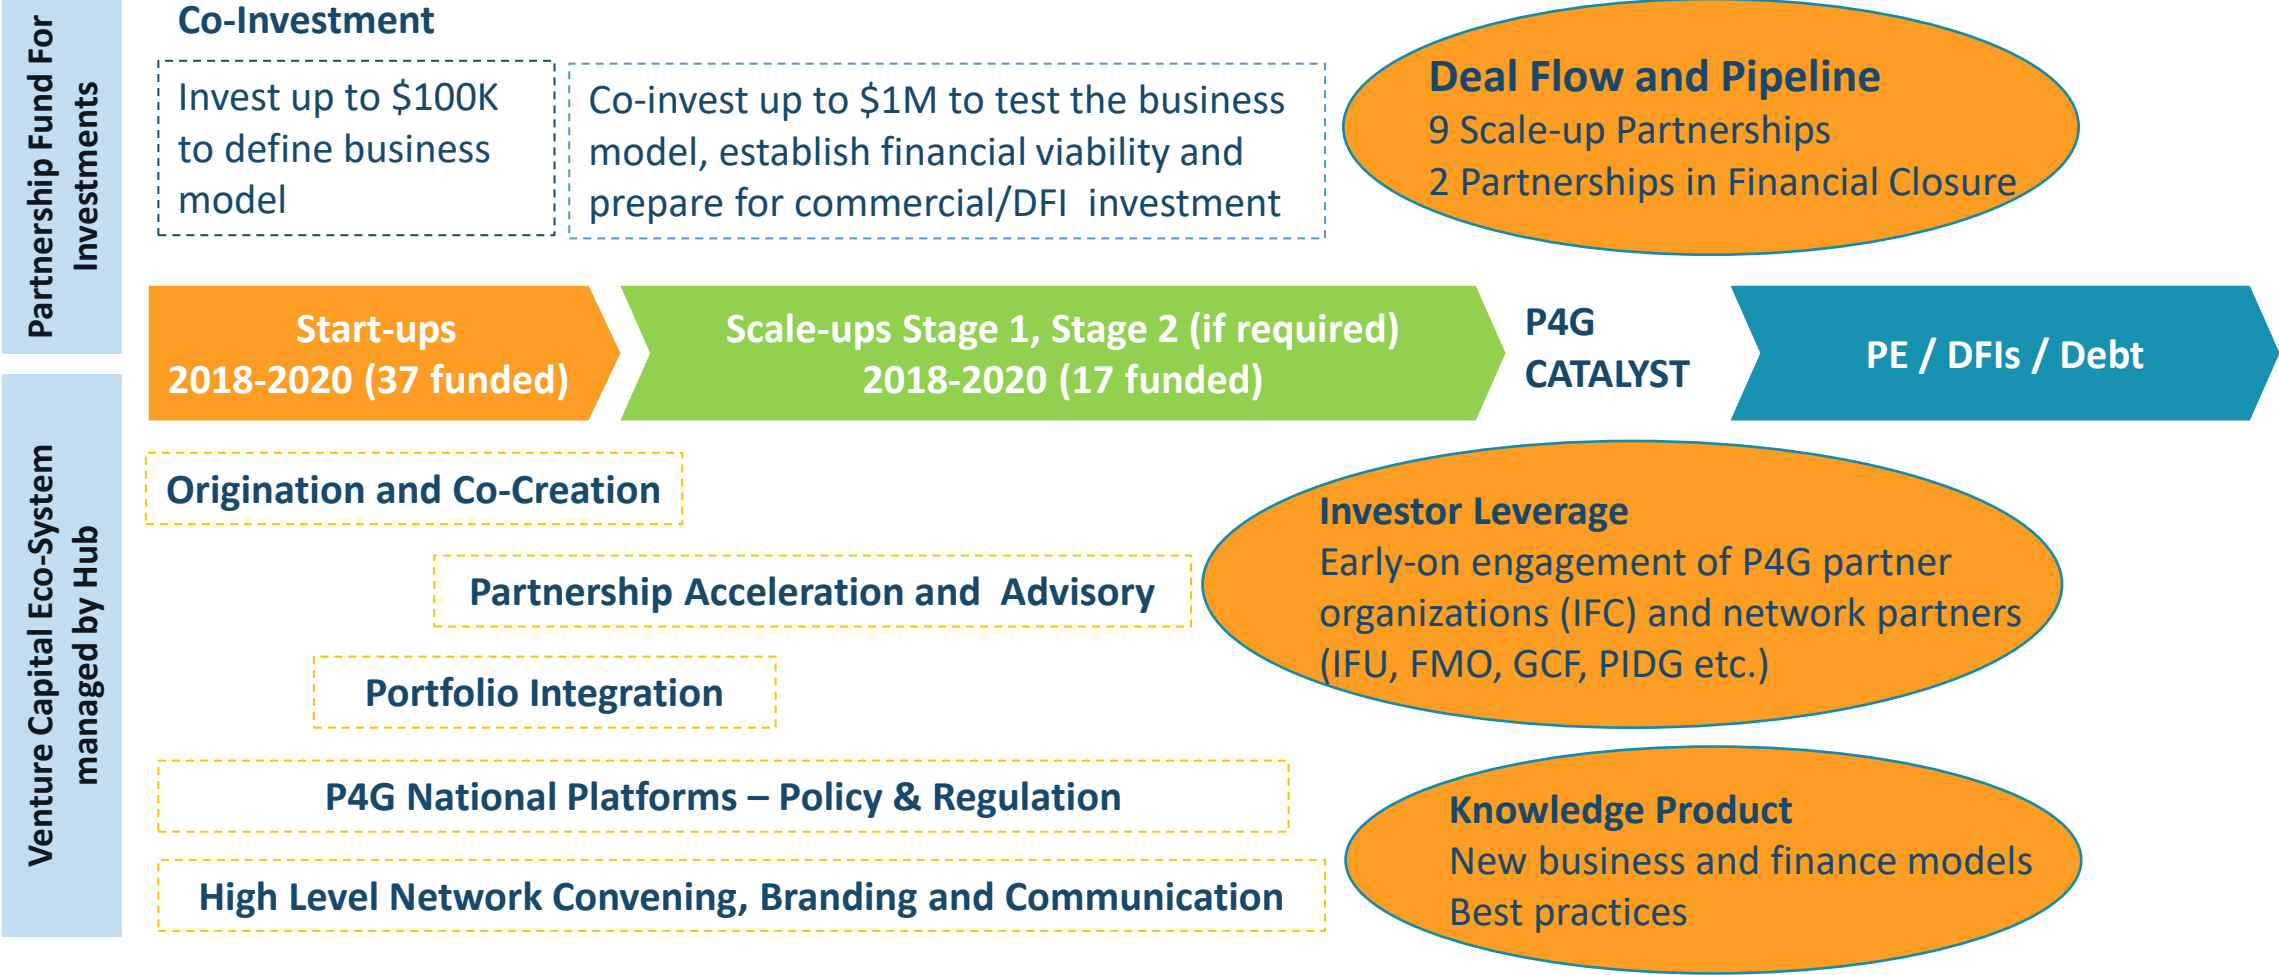 Partnership Fund For
Investments
Co-Investment
Invest up to $100K
to define business
model
Co-invest up to $1M to test the business
model, establish financial viability and
prepare for commercial/DFI investment
Deal Flow and Pipeline
9 Scale-up Partnerships
2 Partnerships in Financial Closure
Start-ups
2018-2020 (37 funded)
Scale-ups Stage 1, Stage 2 (if required)
2018-2020 (17 funded)
P4G
CATALYST
PE / DFIs / Debt
Venture Capital Eco-System
managed by Hub
Origination and Co-Creation
Partnership Acceleration and Advisory
Portfolio Integration
P4G National Platforms – Policy & Regulation
High Level Network Convening, Branding and Communication
Investor Leverage
Early-on engagement of P4G partner
organizations (IFC) and network partners
(IFU, FMO, GCF, PIDG etc.)
Knowledge Product
New business and finance models
Best practices